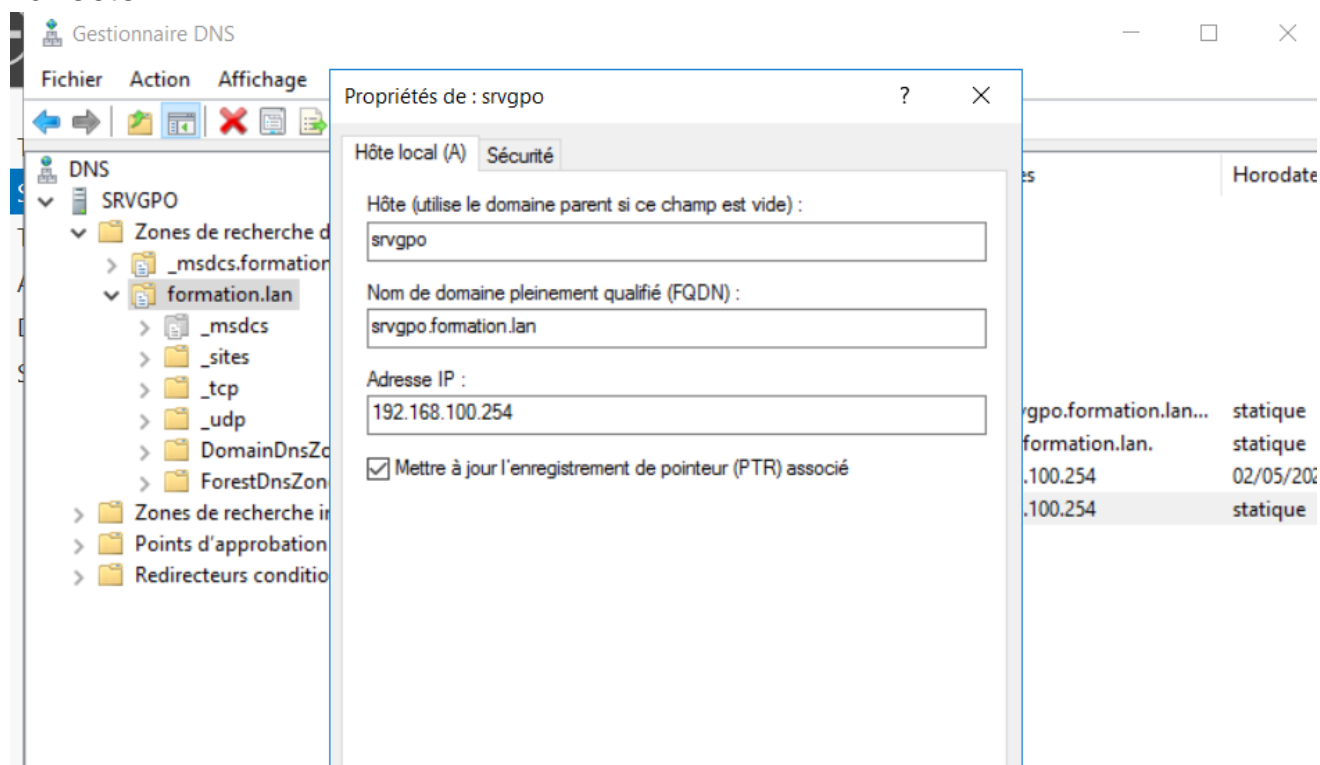 Gestionnaire DNS
Fichier Action Affichage
Propriétés de : srvgpo
Hôte local (A) Sécurité
Hôte (utilise le domaine parent si ce champ est vide) :
srvgpo
Nom de domaine pleinement qualifié (FQDN) :
srvgpo.formation.lan
Adresse IP :
192.168.100.254
Mettre à jour l'enregistrement de pointeur (PTR) associé
DNS
SRVGPO
Zones de recherche d
_msdcs.formation
formation.lan
_msdcs
_sites
_tcp
_udp
DomainDnsZo
ForestDnsZon
Zones de recherche in
Points d'approbation
Redirecteurs conditio
es Horodate
rgpo.formation.lan... statique
formation.lan. statique
.100.254 02/05/202
.100.254 statique